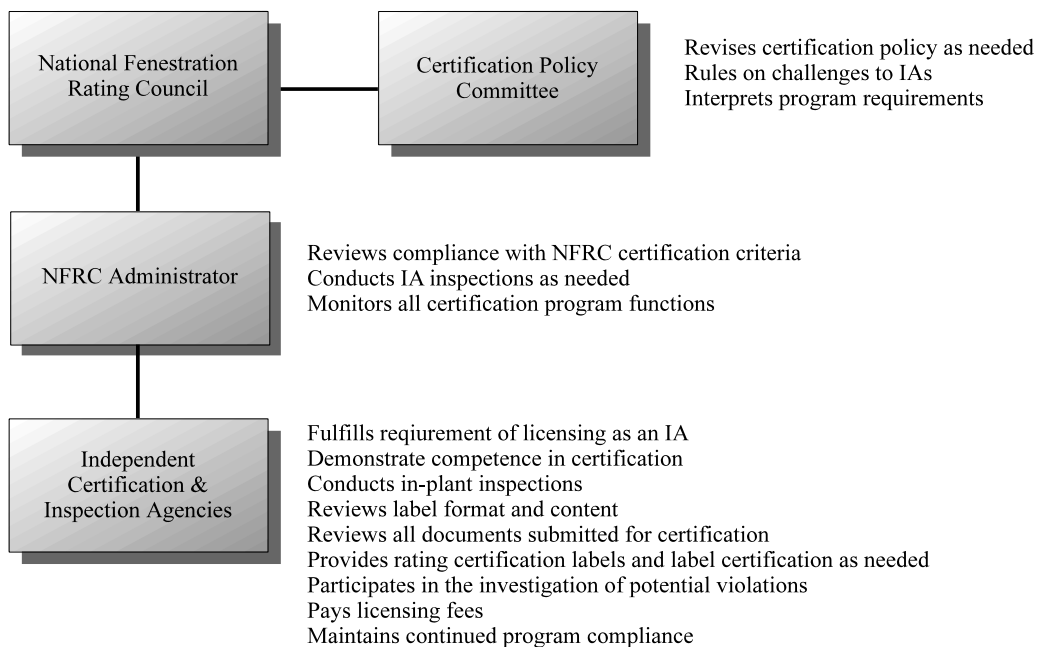 National Fenestration
Rating Council
Certification Policy
Committee
Revises certification policy as needed
Rules on challenges to IAs
Interprets program requirements
NFRC Administrator
Reviews compliance with NFRC certification criteria
Conducts IA inspections as needed
Monitors all certification program functions
Independent
Certification &
Inspection Agencies
Fulfills reqiurement of licensing as an IA
Demonstrate competence in certification
Conducts in-plant inspections
Reviews label format and content
Reviews all documents submitted for certification
Provides rating certification labels and label certification as needed
Participates in the investigation of potential violations
Pays licensing fees
Maintains continued program compliance